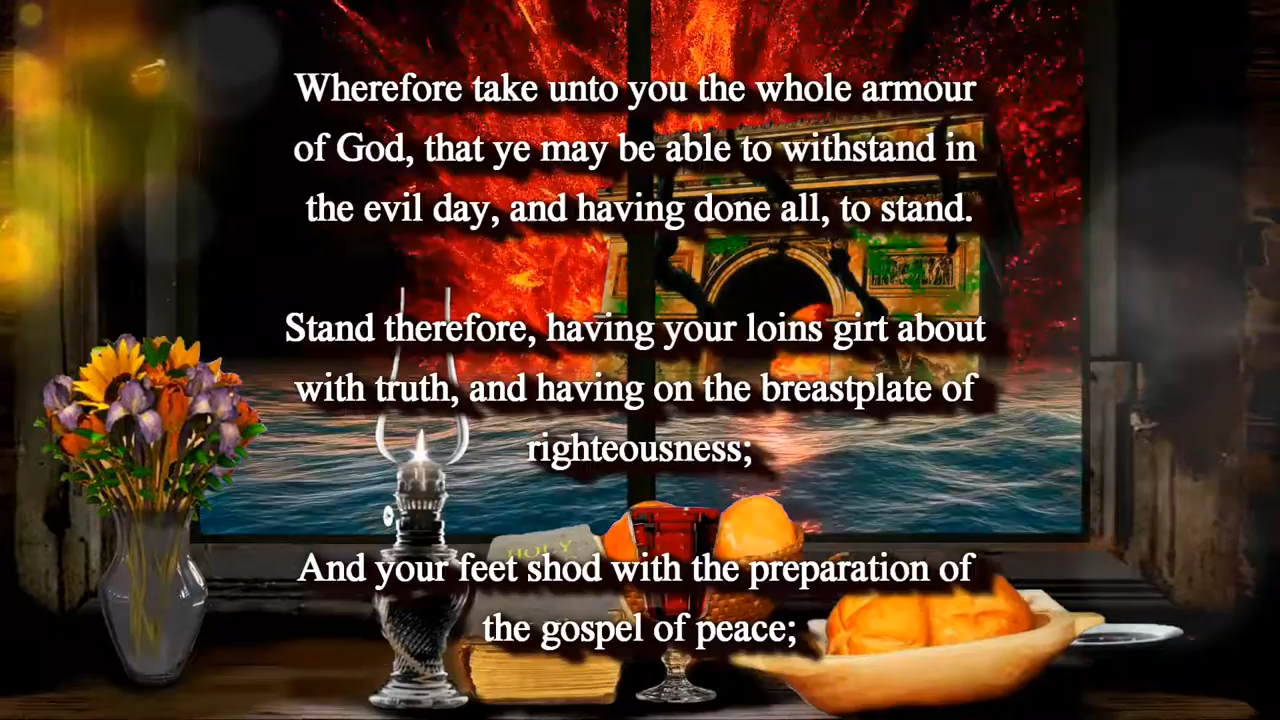 Wherefore take unto you the whole armour
of God, that ye may be able to withstand in
the evil day, and having done all, to stand.
Stand therefore, having your loins girt about
with truth, and having on the breastplate of
righteousness;
HOLY
And your feet shod with the preparation of
the gospel of peace;